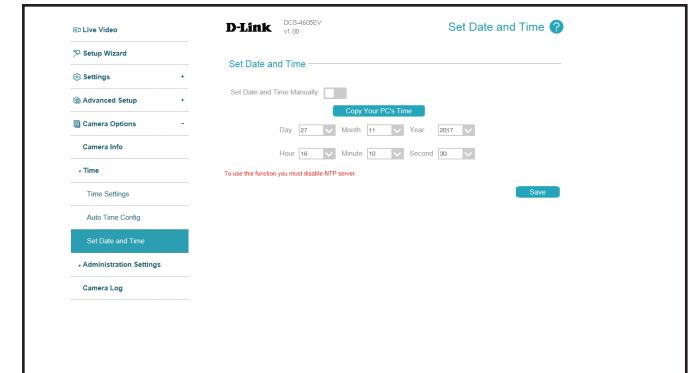 Live Video
Setup Wizard
Settings +
Advanced Setup +
Camera Options -
Camera Info
Time
Time Settings
Auto Time Config
Set Date and Time
Administration Settings
Camera Log
D-Link DCS-4605EV
v1.00
Set Date and Time ?
Set Date and Time
Set Date and Time Manually
Copy Your PC's Time
Day 27 Month 11 Year 2017
Hour 16 Minute 10 Second 30
To use this function you must disable NTP server.
Save